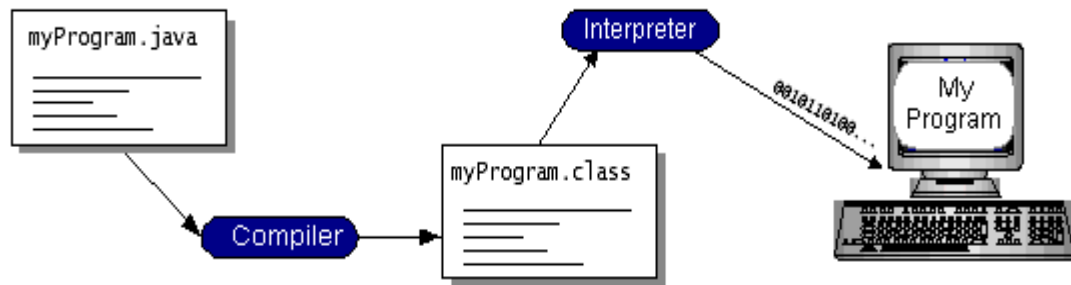 myProgram.java
Compiler
myProgram.class
Interpreter
0010110100...
My
Program